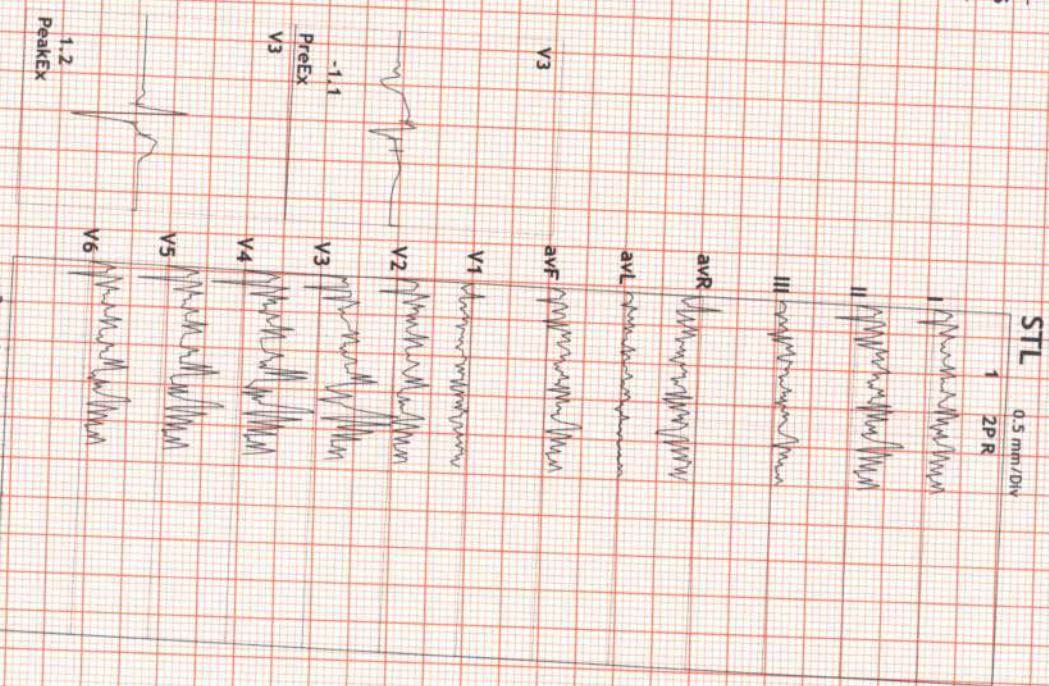 V3
-1.1
PreEx
V3
1.2
PeakEx
STL 0.5 mm/Div
1 2P R
I
II
III
avR
avL
avF
V1
V2
V3
V4
V5
V6